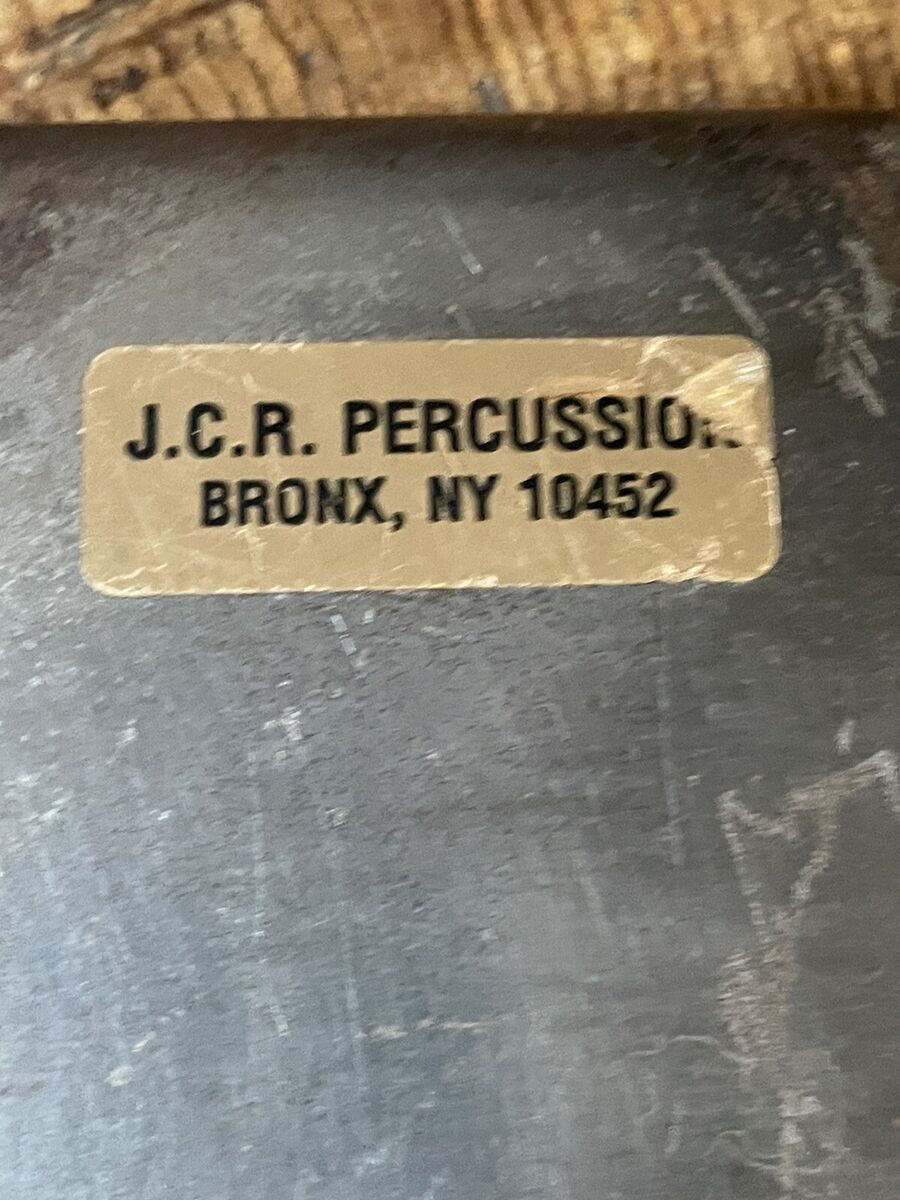 J.C.R. PERCUSSION
BRONX, NY 10452